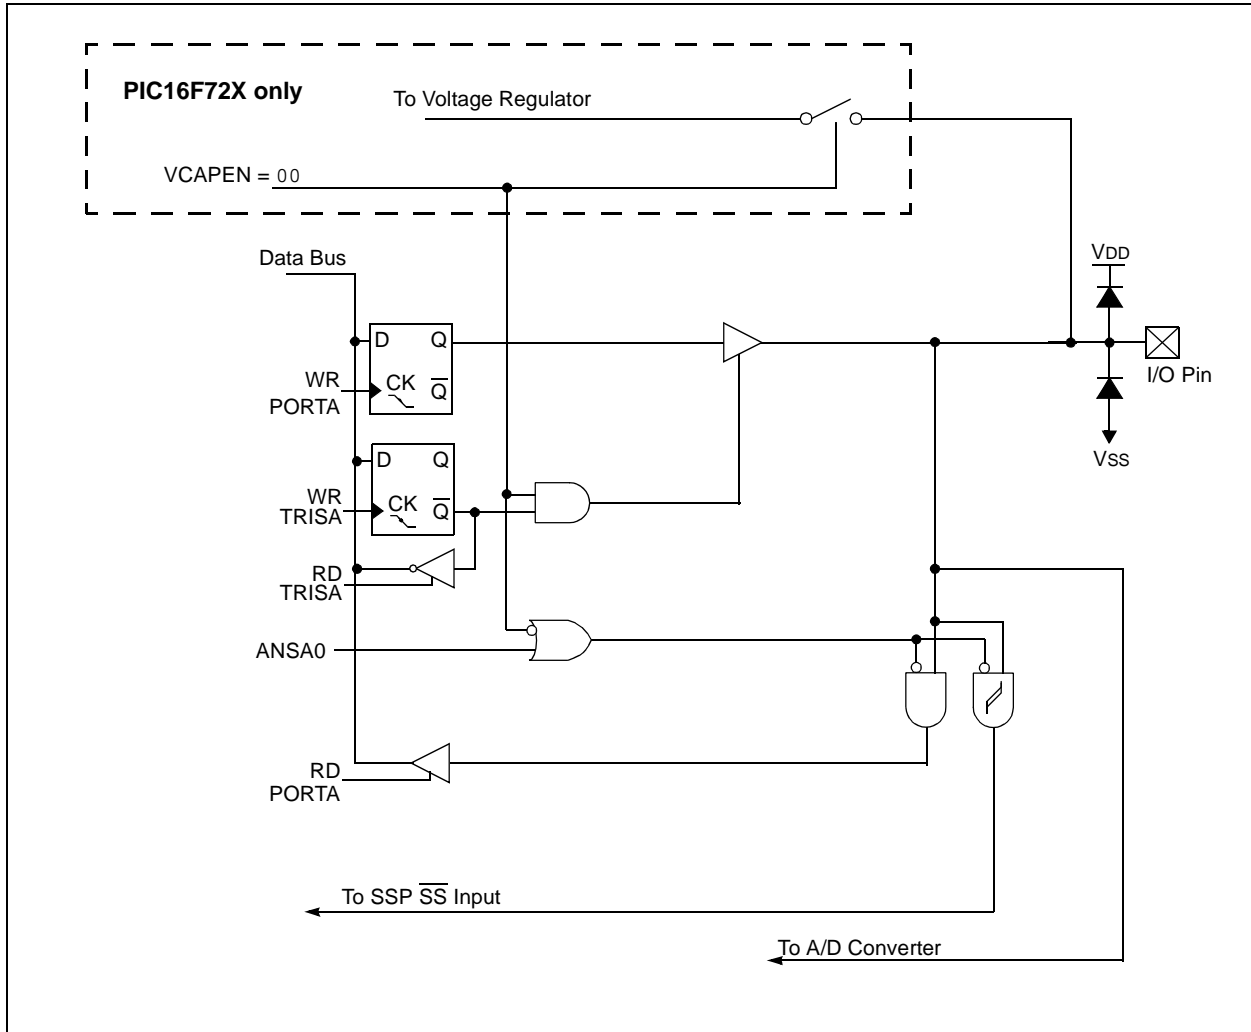 PIC16F72X only
To Voltage Regulator
VCAPEN = 00
Data Bus
VDD
D Q
WR
PORTA
CK Q̅
I/O Pin
VSS
D Q
WR
TRISA
CK Q̅
RD
TRISA
ANSA0
RD
PORTA
To SSP S̅S̅ Input
To A/D Converter